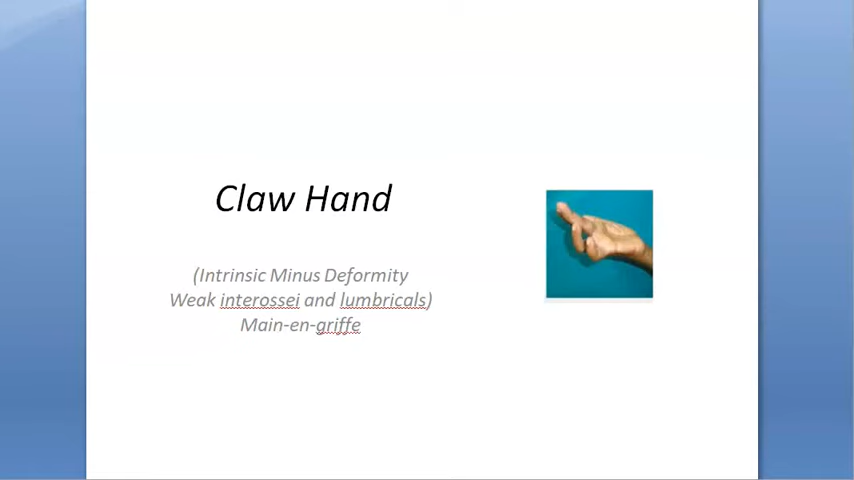 Claw Hand
(Intrinsic Minus Deformity
Weak interossei and lumbricals)
Main-en-griffe